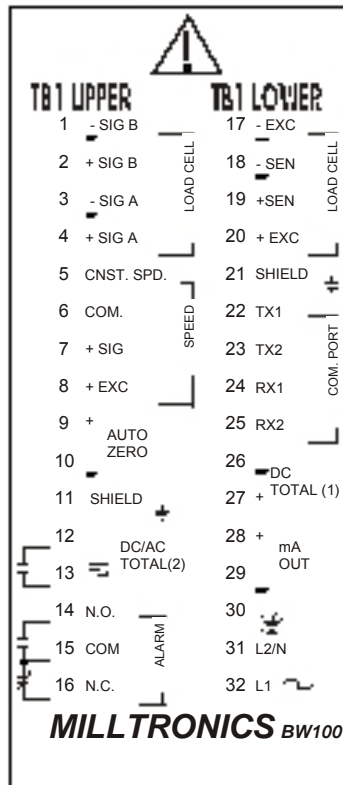 TB1 UPPER
1 - SIG B
2 + SIG B
3 - SIG A
4 + SIG A
LOAD CELL
5 CNST. SPD.
6 COM.
7 + SIG
8 + EXC
SPEED
9 +
10 -
AUTO
ZERO
11 SHIELD
12
13
DC/AC
TOTAL(2)
14 N.O.
15 COM
16 N.C.
ALARM
TB1 LOWER
17 - EXC
18 - SEN
19 +SEN
20 + EXC
LOAD CELL
21 SHIELD
22 TX1
23 TX2
24 RX1
25 RX2
COM. PORT
26 -
27 +
DC
TOTAL (1)
28 +
29 -
mA
OUT
30
31 L2/N
32 L1
MILLTRONICS BW100